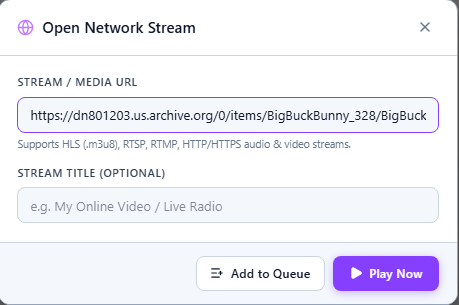 Open Network Stream
STREAM / MEDIA URL
https://dn801203.us.archive.org/0/items/BigBuckBunny_328/BigBuck
Supports HLS (.m3u8), RTSP, RTMP, HTTP/HTTPS audio & video streams.
STREAM TITLE (OPTIONAL)
e.g. My Online Video / Live Radio
Add to Queue
Play Now